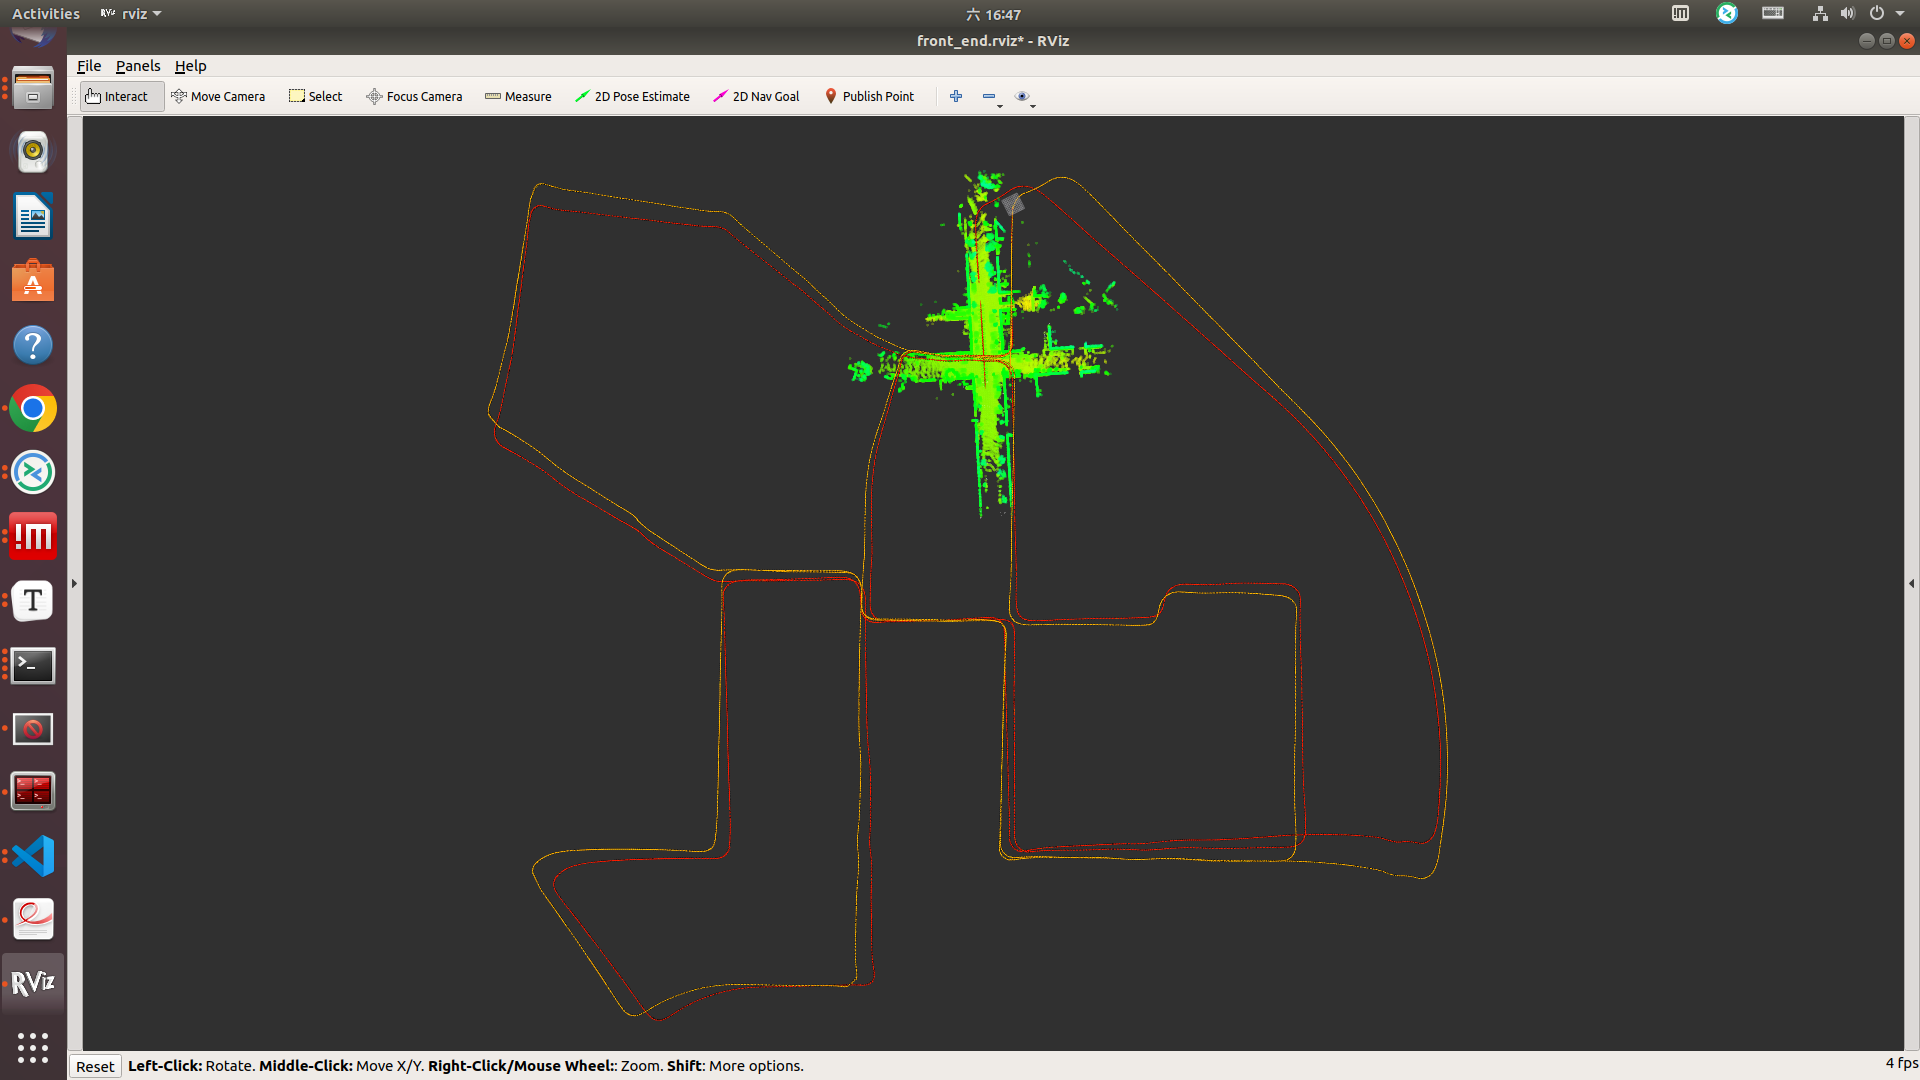 Activities
RViz
rviz
六 16:47
!m
front_end.rviz* - RViz
File Panels Help
Interact Move Camera Select Focus Camera Measure 2D Pose Estimate 2D Nav Goal Publish Point
A
?
!m
T
>_
RViz
Reset Left-Click: Rotate. Middle-Click: Move X/Y. Right-Click/Mouse Wheel:: Zoom. Shift: More options.
4 fps